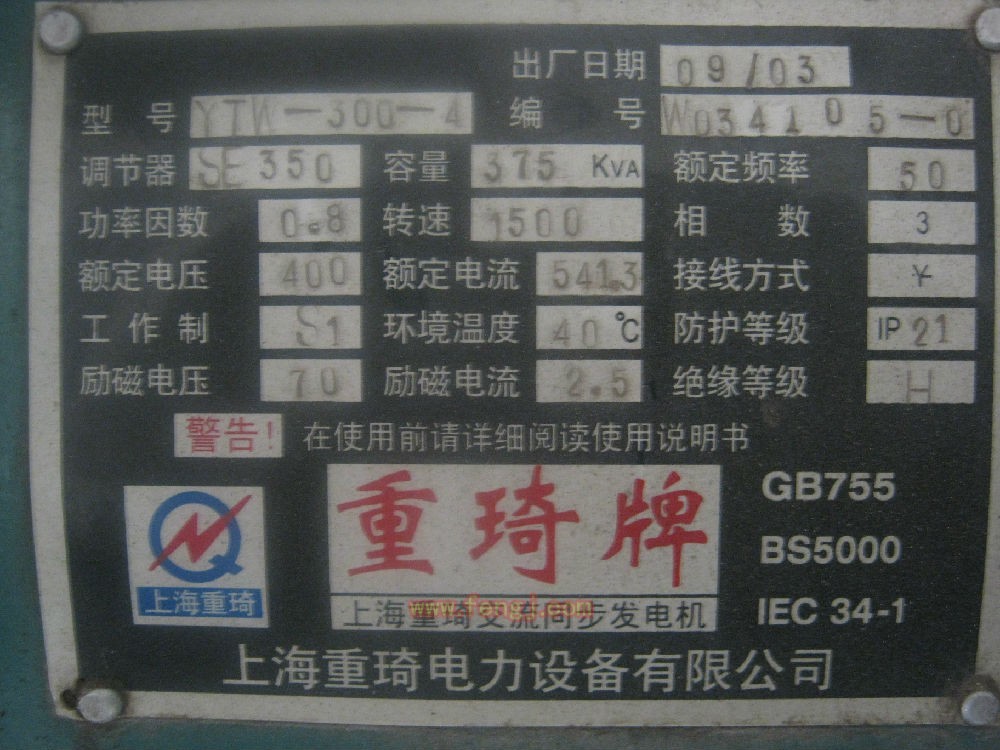 出厂日期 09/03
型号 YTW-300-4 编号 W034105-0
调节器 SE350 容量 375 KVA 额定频率 50
功率因数 0.8 转速 1500 相数 3
额定电压 400 额定电流 541.3 接线方式 Y
工作制 S1 环境温度 40℃ 防护等级 IP21
励磁电压 70 励磁电流 2.5 绝缘等级 H
警告! 在使用前请详细阅读使用说明书
重琦牌 GB755
BS5000
上海重琦 上海重琦交流同步发电机 IEC 34-1
上海重琦电力设备有限公司